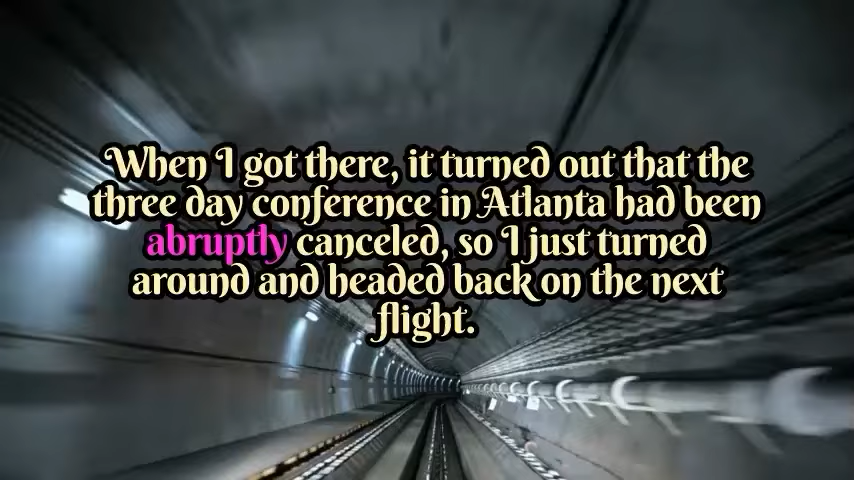 When I got there, it turned out that the
three day conference in Atlanta had been
abruptly canceled, so I just turned
around and headed back on the next
flight.